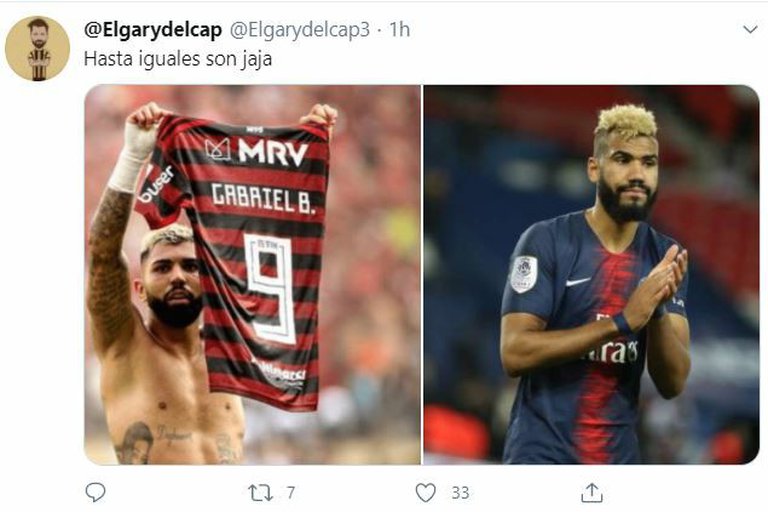 @Elgarydelcap @Elgarydelcap3 · 1h
Hasta iguales son jaja
MRV
buser
GABRIEL B.
9
Fly
Emirates
7
33